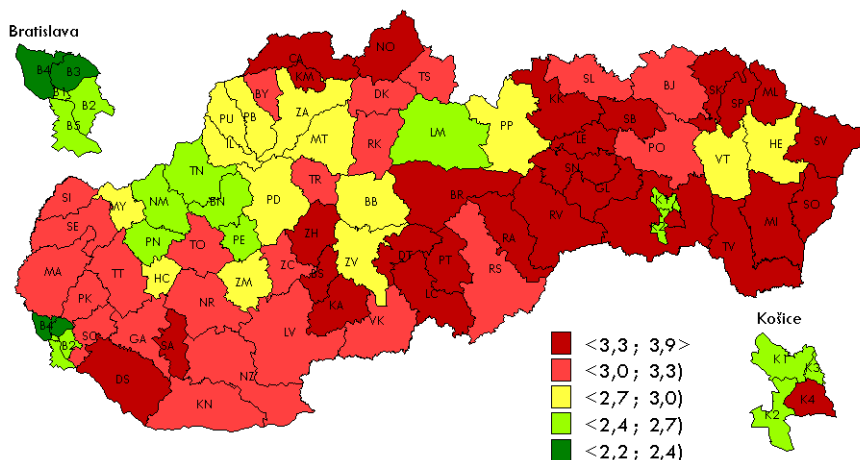 Bratislava
B4
B3
B1
B2
B5
CA
NO
KM
BY
DK
TS
SL
BJ
SK
SP
ML
PU
PB
ZA
IL
MT
RK
LM
PP
KK
LE
SB
PO
VT
HE
SV
SI
SE
MY
NM
TN
BN
PD
TR
BB
BR
SN
GL
RV
K1
K2
MI
SO
PN
TO
PE
ZH
ZV
DT
PT
RA
RS
TV
MA
TT
HC
ZM
ZC
BS
KA
LC
PK
NR
LV
VK
B4
B2
SC
GA
SA
DS
NZ
KN
Košice
K1
K3
K4
K2
<3,3 ; 3,9>
<3,0 ; 3,3)
<2,7 ; 3,0)
<2,4 ; 2,7)
<2,2 ; 2,4)